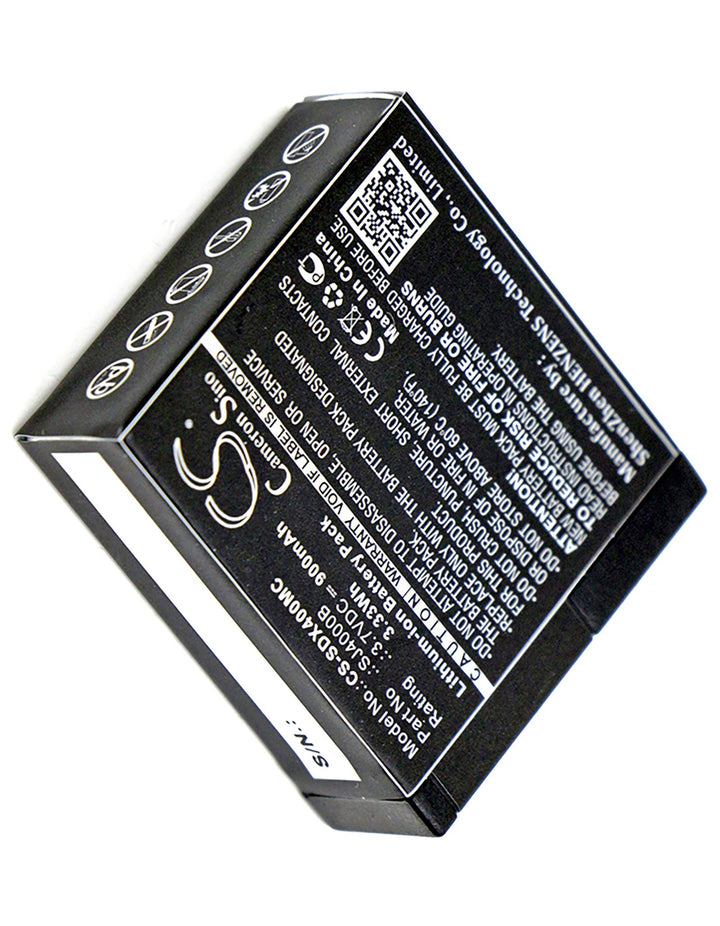 CS
Cameron Sino
Model No.: CS-SDX400MC
Part No : SJ4000B
Rating : 3.7VDC ⎓ 900mAh
3.33Wh
Lithium-Ion Battery Pack
CAUTION WARRANTY VOID IF LABEL IS REMOVED
·DO NOT ATTEMPT TO DISASSEMBLE OPEN OR SERVICE
THE BATTERY PACK.
·REPLACE ONLY WITH THE BATTERY PACK DESIGNATED
FOR THIS PRODUCT.
·DO NOT CRUSH, PUNCTURE SHORT EXTERNAL CONTACTS
OR DISPOSE OF IN FIRE OR WATER.
·DO NOT STORE ABOVE 60°C (140°F).
ATTENTION!
NEW BATTERY PACK MUST BE FULLY CHARGED BEFORE USE
TO REDUCE RISK OF FIRE OR BURNS
READ INSTRUCTIONS IN OPERATING GUIDE
BEFORE USING THE BATTERY.
Manufacture by :
ShenZhen HENZENS Technology Co., Limited
CE
Made In China
S/N.: